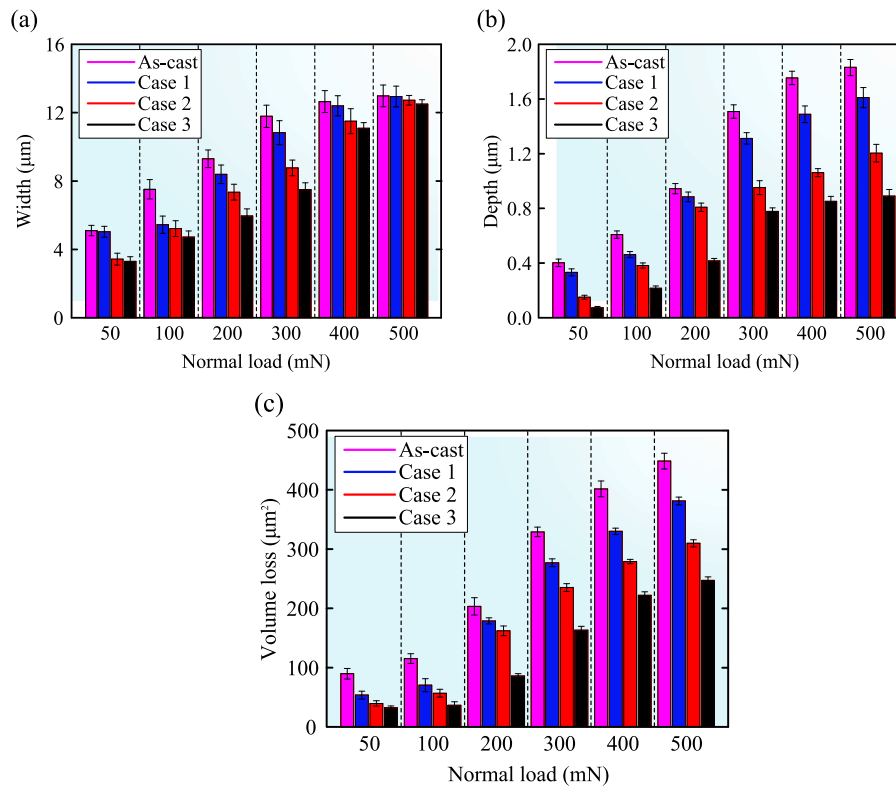 (a)
16
12
8
4
0
Width (μm)
As-cast
Case 1
Case 2
Case 3
50 100 200 300 400 500
Normal load (mN)
(b)
2.0
1.6
1.2
0.8
0.4
0.0
Depth (μm)
As-cast
Case 1
Case 2
Case 3
50 100 200 300 400 500
Normal load (mN)
(c)
500
400
300
200
100
0
Volume loss (μm²)
As-cast
Case 1
Case 2
Case 3
50 100 200 300 400 500
Normal load (mN)